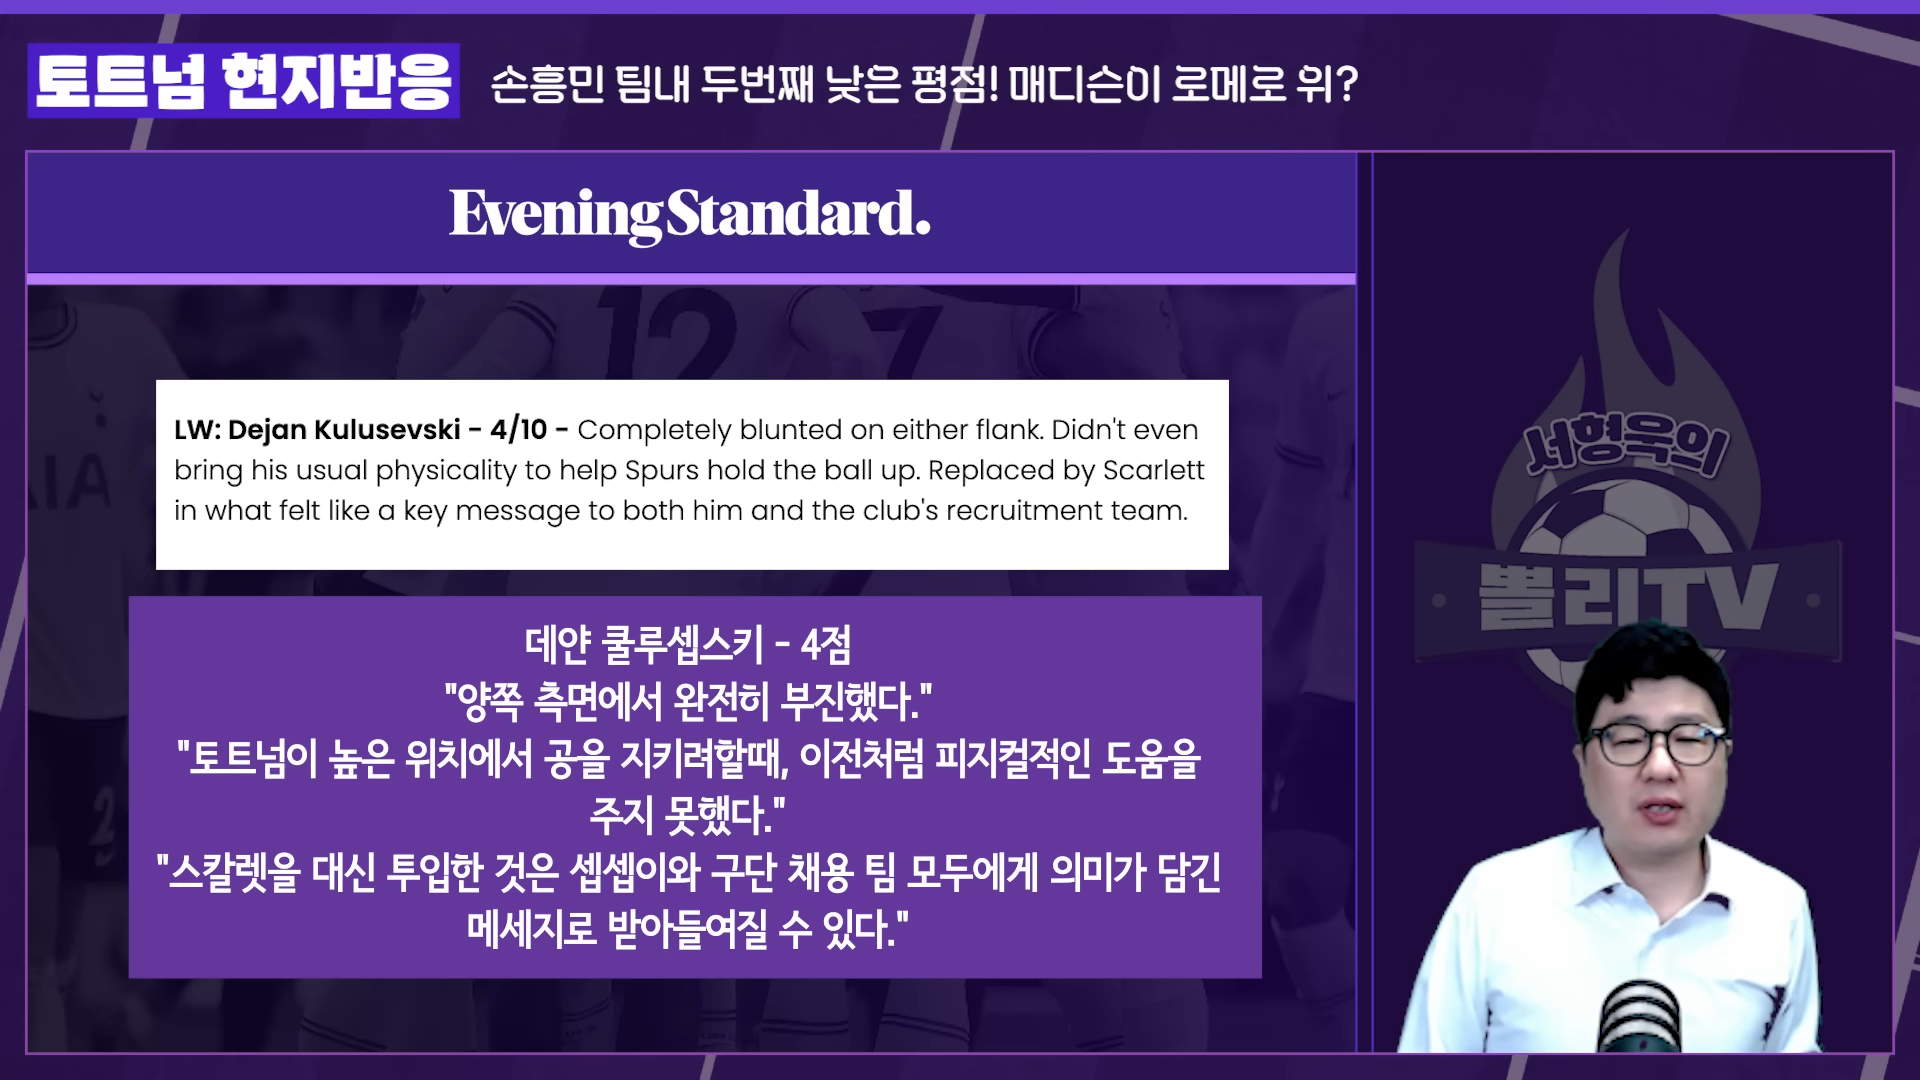 토트넘 현지반응
손흥민 팀내 두번째 낮은 평점! 매디슨이 로메로 위?
Evening Standard.
12
7
AIA
2
LW: Dejan Kulusevski - 4/10 - Completely blunted on either flank. Didn't even
bring his usual physicality to help Spurs hold the ball up. Replaced by Scarlett
in what felt like a key message to both him and the club's recruitment team.
데얀 쿨루셉스키 - 4점
"양쪽 측면에서 완전히 부진했다."
"토트넘이 높은 위치에서 공을 지키려할때, 이전처럼 피지컬적인 도움을
주지 못했다."
"스칼렛을 대신 투입한 것은 셉셉이와 구단 채용 팀 모두에게 의미가 담긴
메세지로 받아들여질 수 있다."
서형욱의
뽈리TV